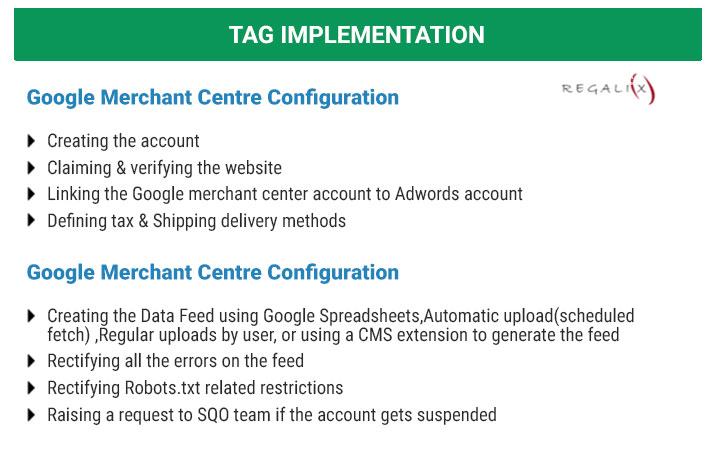 TAG IMPLEMENTATION
REGALIX
Google Merchant Centre Configuration
Creating the account
Claiming & verifying the website
Linking the Google merchant center account to Adwords account
Defining tax & Shipping delivery methods
Google Merchant Centre Configuration
Creating the Data Feed using Google Spreadsheets,Automatic upload(scheduled
fetch) ,Regular uploads by user, or using a CMS extension to generate the feed
Rectifying all the errors on the feed
Rectifying Robots.txt related restrictions
Raising a request to SQO team if the account gets suspended